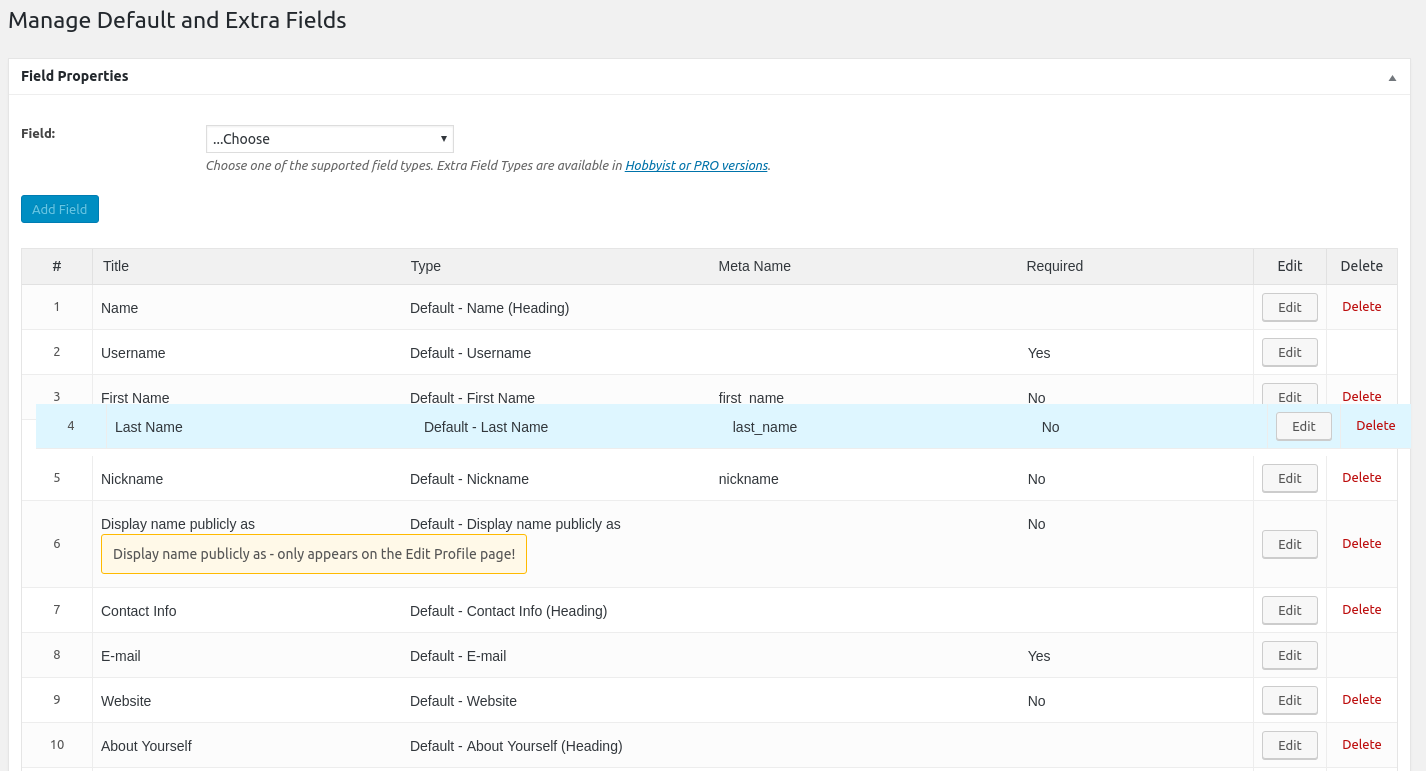 Manage Default and Extra Fields
Field Properties
Field:
...Choose
Choose one of the supported field types. Extra Field Types are available in Hobbyist or PRO versions.
Add Field
# Title Type Meta Name Required Edit Delete
1 Name Default - Name (Heading) Edit Delete
2 Username Default - Username Yes Edit
3 First Name Default - First Name first_name No Edit Delete
4 Last Name Default - Last Name last_name No Edit Delete
5 Nickname Default - Nickname nickname No Edit Delete
6 Display name publicly as Default - Display name publicly as No Edit Delete
Display name publicly as - only appears on the Edit Profile page!
7 Contact Info Default - Contact Info (Heading) Edit Delete
8 E-mail Default - E-mail Yes Edit
9 Website Default - Website No Edit Delete
10 About Yourself Default - About Yourself (Heading) Edit Delete